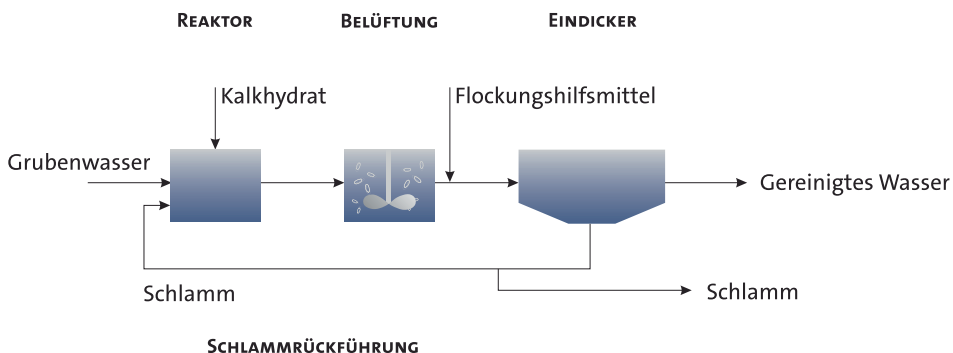 Reaktor
Belüftung
Eindicker
Kalkhydrat
Flockungshilfsmittel
Grubenwasser
Gereinigtes Wasser
Schlamm
Schlamm
Schlammrückführung